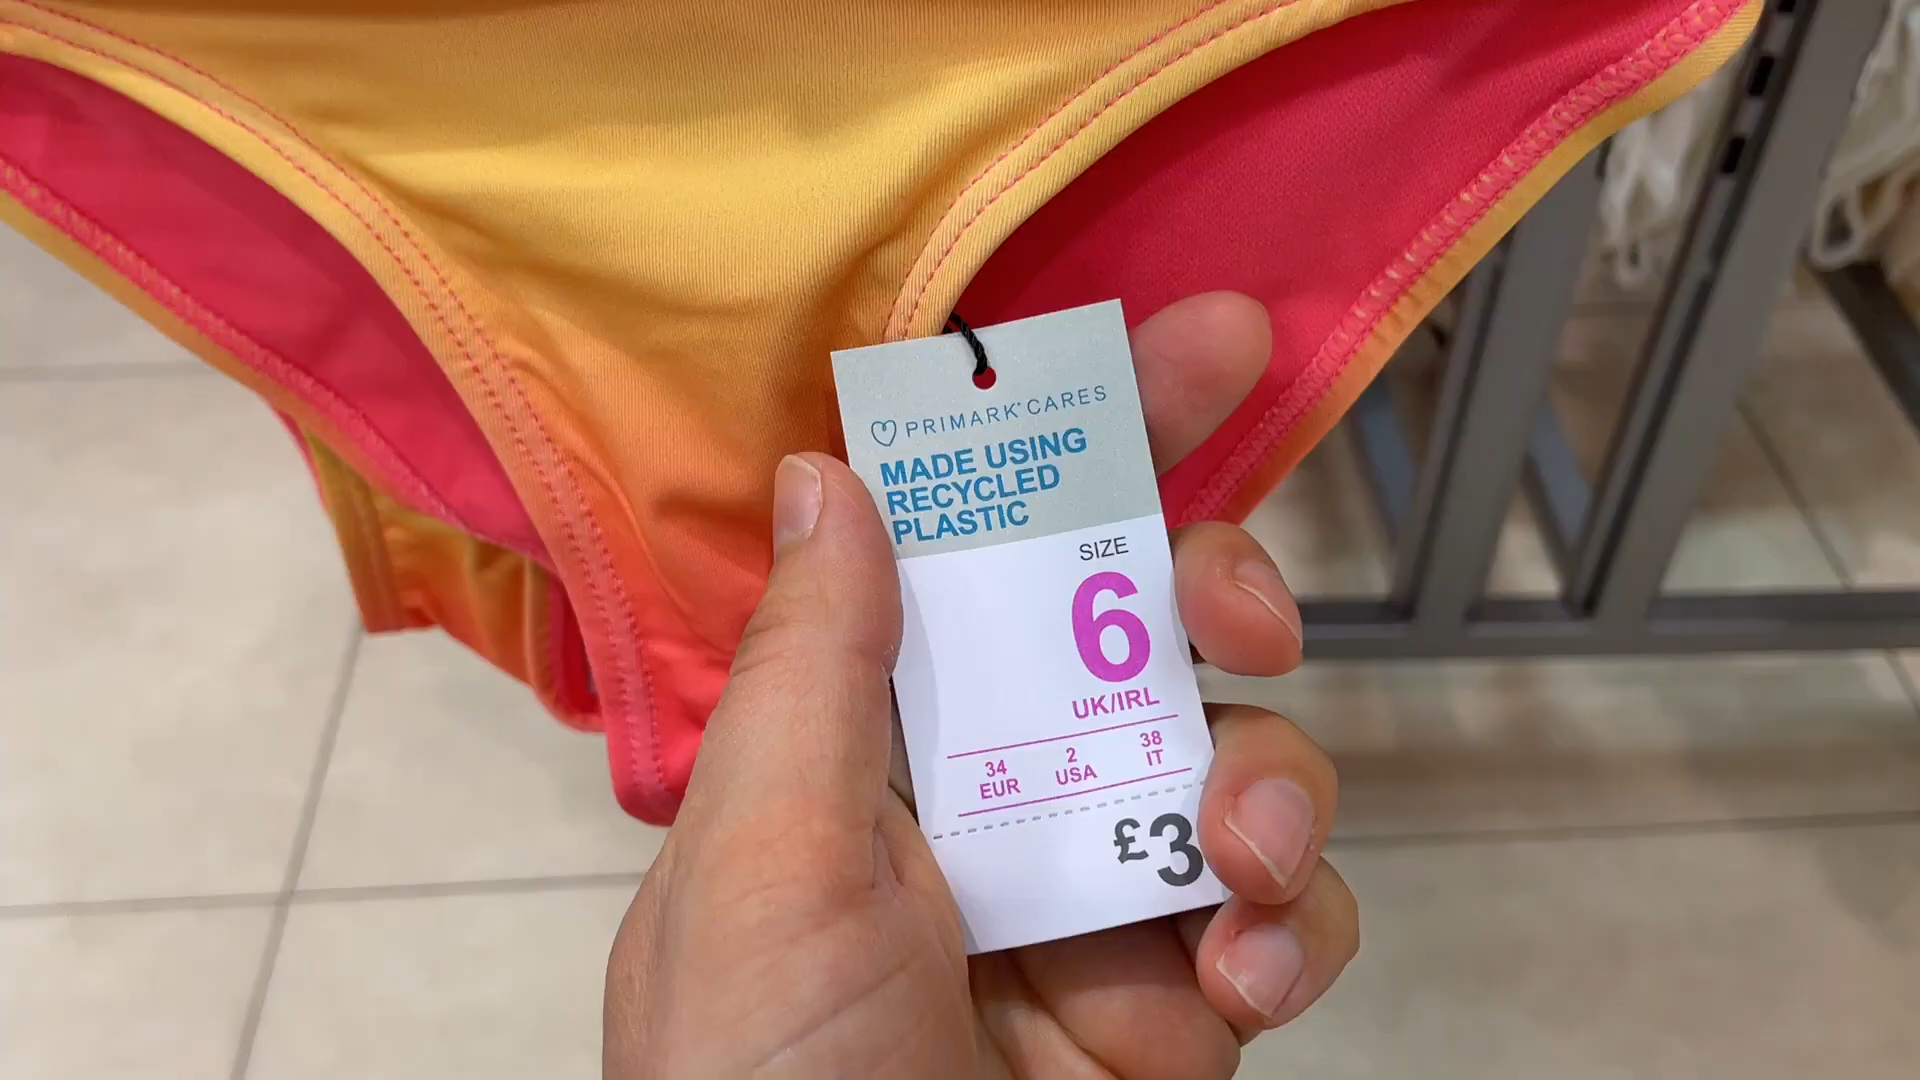 PRIMARK CARES
MADE USING
RECYCLED
PLASTIC
SIZE
6
UK/IRL
34 2 38
EUR USA IT
£3